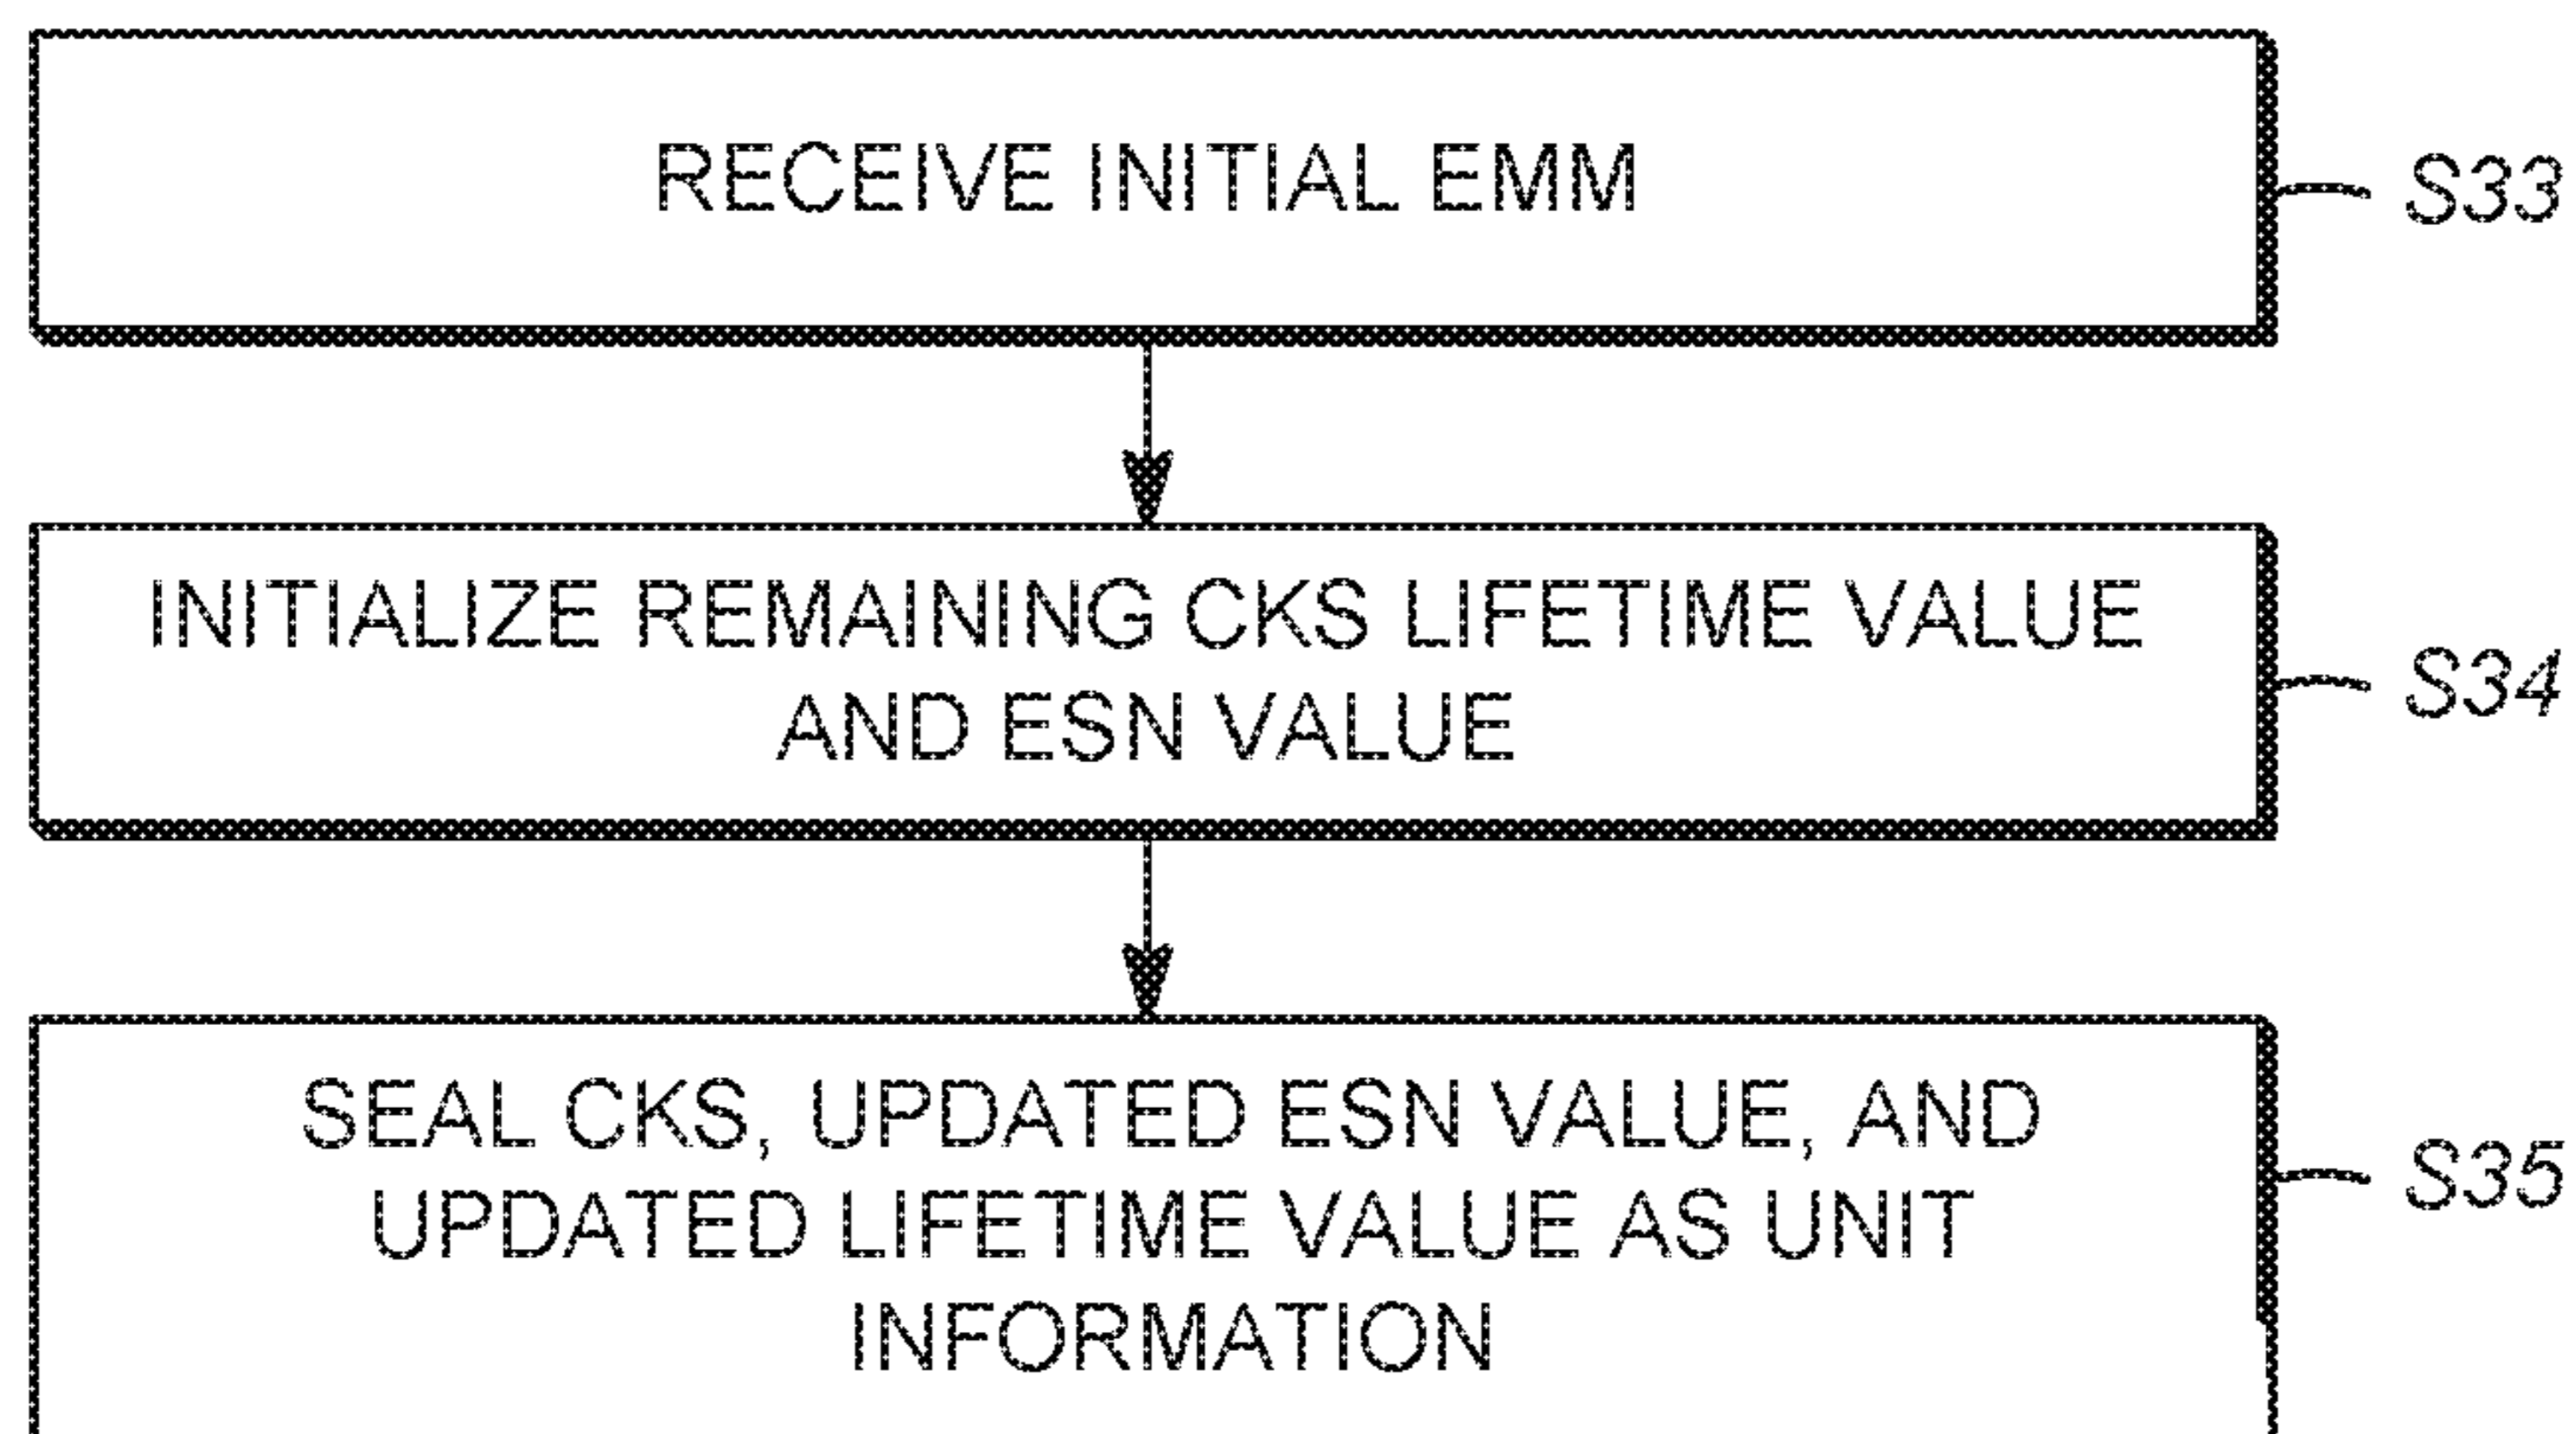 RECEIVE INITIAL EMM
S33
INITIALIZE REMAINING CKS LIFETIME VALUE
AND ESN VALUE
S34
SEAL CKS, UPDATED ESN VALUE, AND
UPDATED LIFETIME VALUE AS UNIT
INFORMATION
S35